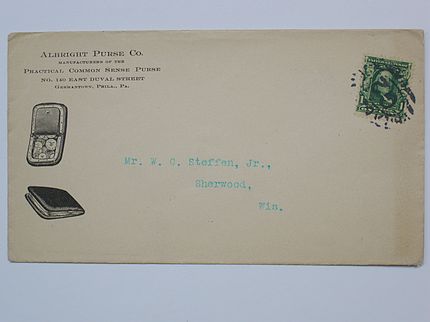 Albright Purse Co.
MANUFACTURERS OF THE
Practical Common Sense Purse
No. 140 EAST DUVAL STREET
Germantown, Phila., Pa.
Mr. W. C. Steffen, Jr.,
Sherwood,
Win.